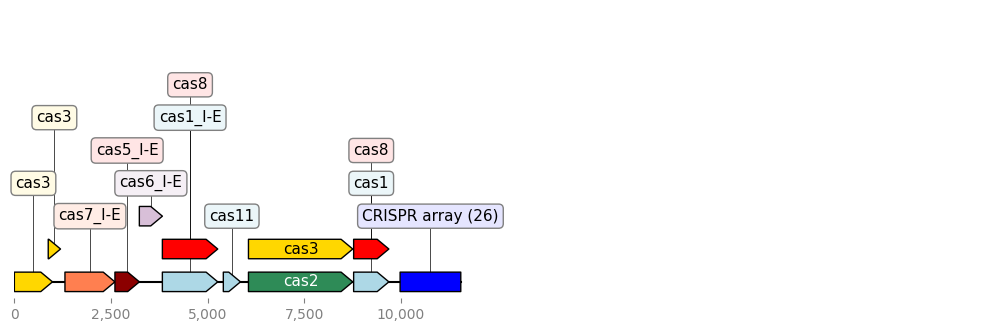 cas8
cas3
cas1_I-E
cas5_I-E
cas8
cas3
cas6_I-E
cas1
cas7_I-E
cas11
CRISPR array (26)
cas3
cas2
0
2,500
5,000
7,500
10,000